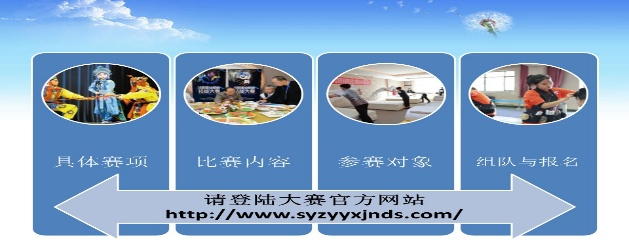 具体赛项
比赛内容
参赛对象
组队与报名
请登陆大赛官方网站
http://www.syzyyxjnds.com/